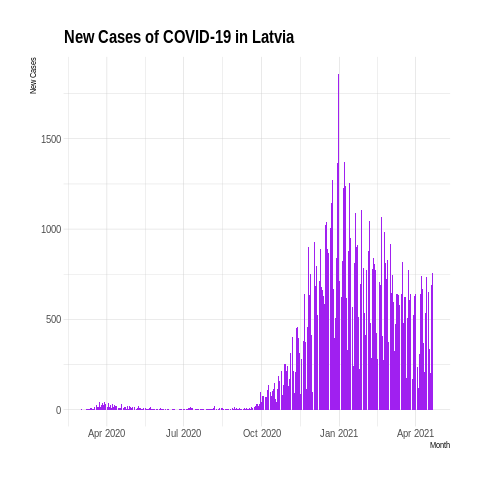 New Cases of COVID-19 in Latvia
New Cases
1500
1000
500
0
Apr 2020 Jul 2020 Oct 2020 Jan 2021 Apr 2021
Month